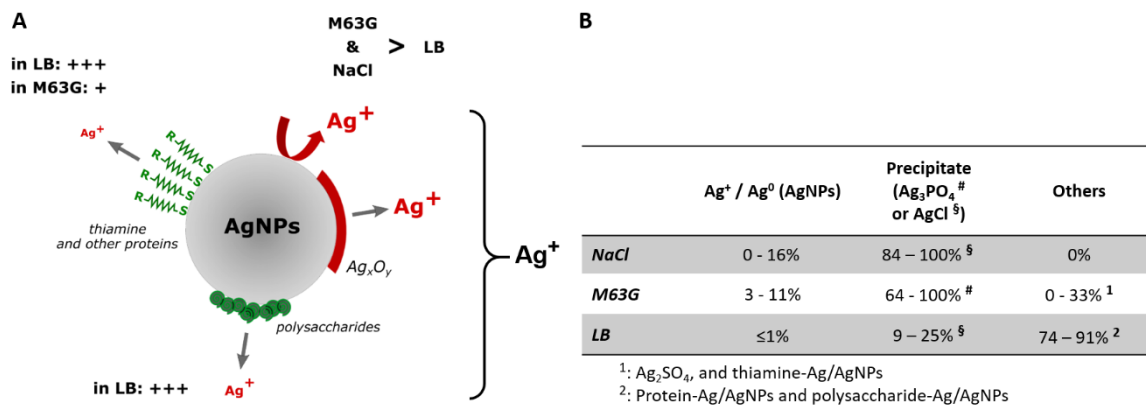 A
M63G
&
NaCl
> LB
in LB: +++
in M63G: +
Ag⁺
Ag⁺
R S
R S
R S
R S
thiamine
and other proteins
AgNPs
Ag⁺
AgₓOᵧ
Ag⁺
polysaccharides
in LB: +++
Ag⁺
B
Ag⁺ / Ag⁰ (AgNPs) Precipitate (Ag₃PO₄ # or AgCl §) Others
NaCl 0 - 16% 84 – 100% § 0%
M63G 3 - 11% 64 - 100% # 0 - 33% ¹
LB ≤1% 9 – 25% § 74 – 91% ²
¹: Ag₂SO₄, and thiamine-Ag/AgNPs
²: Protein-Ag/AgNPs and polysaccharide-Ag/AgNPs